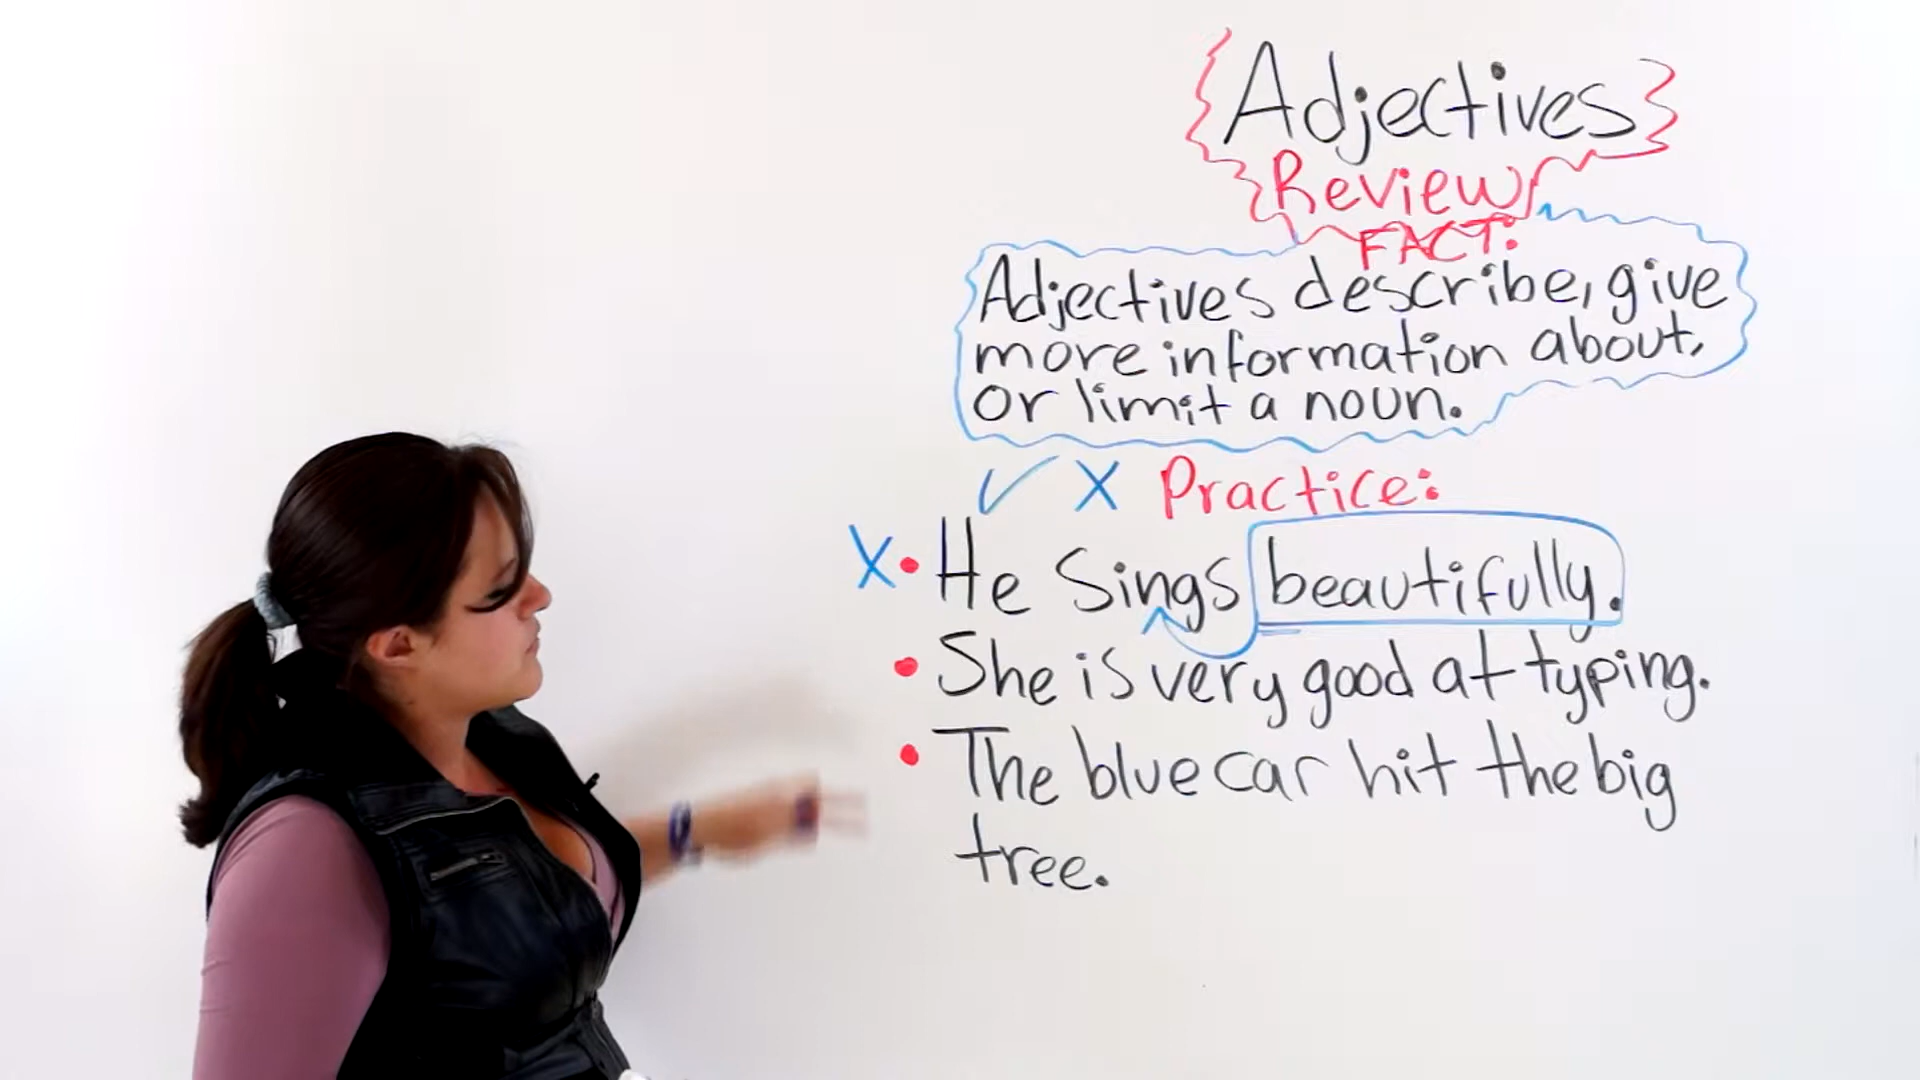 Adjectives
Review
FACT:
Adjectives describe, give
more information about,
or limit a noun.
✓ X Practice:
X • He Sings beautifully.
• She is very good at typing.
• The blue car hit the big
tree.